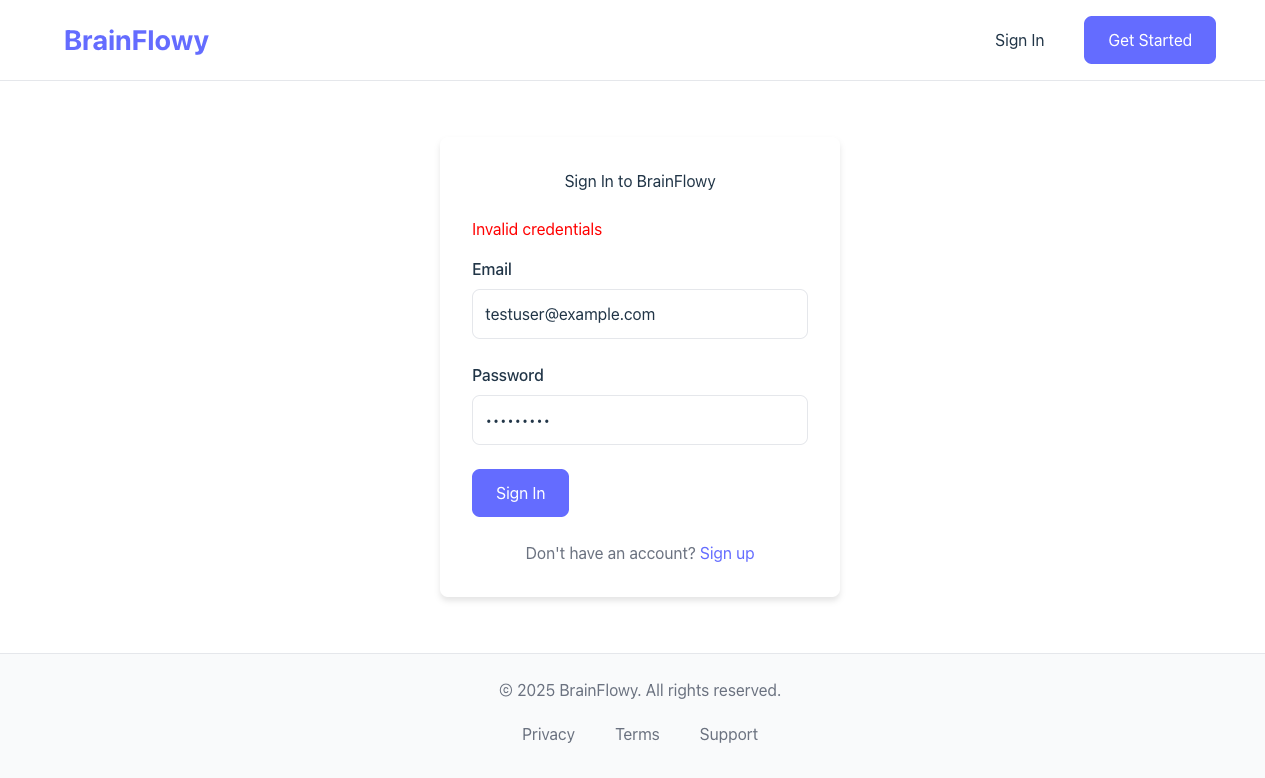 BrainFlowy
Sign In
Get Started
Sign In to BrainFlowy
Invalid credentials
Email
testuser@example.com
Password
•••••••••
Sign In
Don't have an account? Sign up
© 2025 BrainFlowy. All rights reserved.
Privacy
Terms
Support